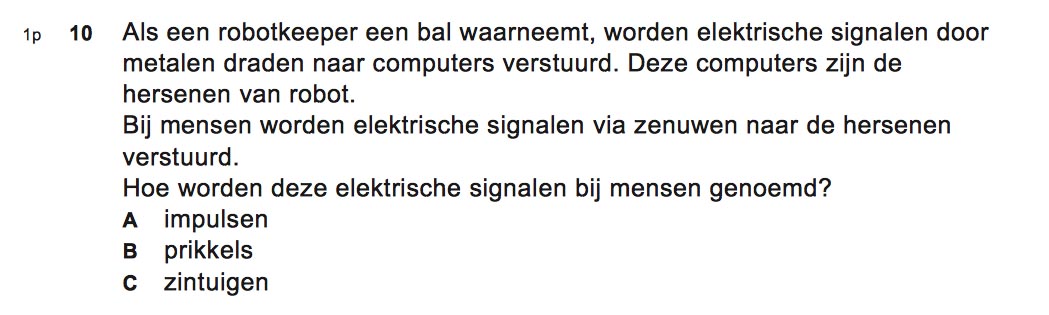 1p 10 Als een robotkeeper een bal waarneemt, worden elektrische signalen door
metalen draden naar computers verstuurd. Deze computers zijn de
hersenen van robot.
Bij mensen worden elektrische signalen via zenuwen naar de hersenen
verstuurd.
Hoe worden deze elektrische signalen bij mensen genoemd?
A impulsen
B prikkels
C zintuigen